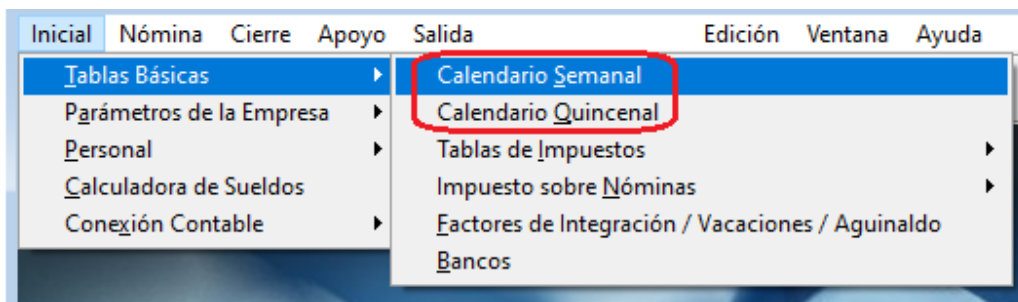 Inicial Nómina Cierre Apoyo Salida Edición Ventana Ayuda
Tablas Básicas
Parámetros de la Empresa
Personal
Calculadora de Sueldos
Conexión Contable
Calendario Semanal
Calendario Quincenal
Tablas de Impuestos
Impuesto sobre Nóminas
Factores de Integración / Vacaciones / Aguinaldo
Bancos